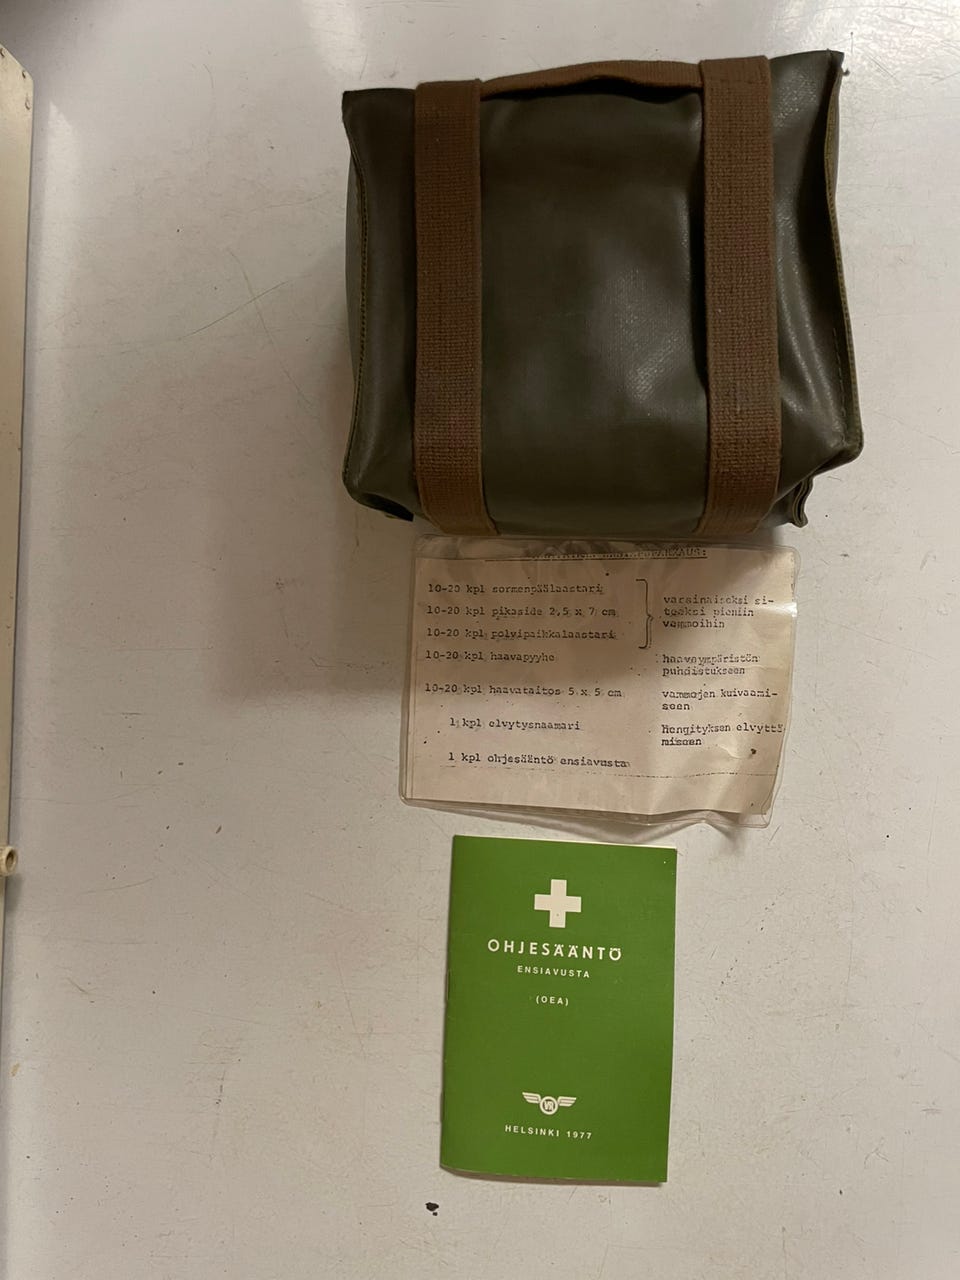 10-20 kpl sormenpäälaastari
10-20 kpl pikaside 2,5 x 7 cm
10-20 kpl polvipaikkalaastari
varsinaiseksi si-
teeksi pieniin
vammoihin
10-20 kpl haavapyyhe
haavaympäristön
puhdistukseen
10-20 kpl haavataitos 5 x 5 cm
vammojen kuivaami-
seen
1 kpl elvytysnaamari
hengityksen elvyttä
miseen
1 kpl ohjesääntö ensiavusta
OHJESÄÄNTÖ
ENSIAVUSTA
(OEA)
VR
HELSINKI 1977